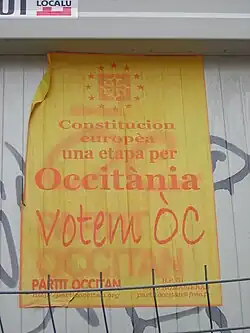 LOCALU
Constitucion
europèa
una etapa per
Occitània
Votem ÒC
PARTIT OCCITAN